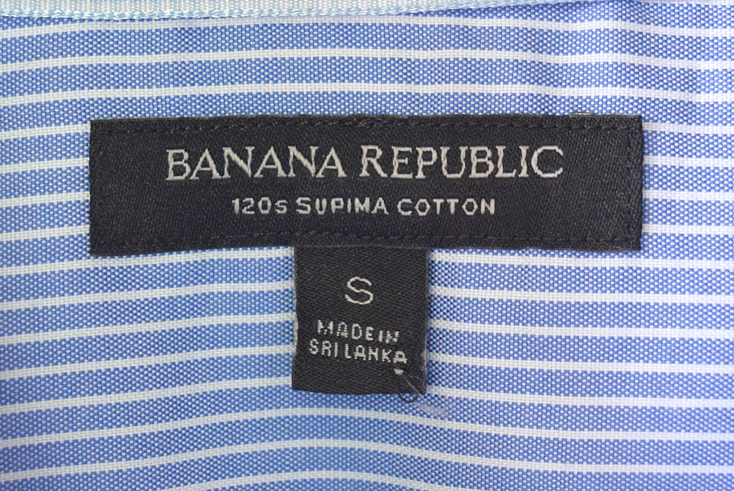 BANANA REPUBLIC
120s SUPIMA COTTON
S
MADE IN
SRI LANKA